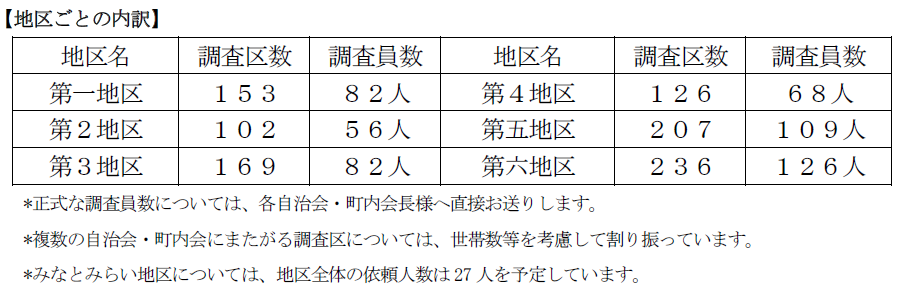 【地区ごとの内訳】
地区名 調査区数 調査員数 地区名 調査区数 調査員数
第一地区 １５３ ８２人 第４地区 １２６ ６８人
第２地区 １０２ ５６人 第五地区 ２０７ １０９人
第３地区 １６９ ８２人 第六地区 ２３６ １２６人
*正式な調査員数については、各自治会・町内会長様へ直接お送りします。
*複数の自治会・町内会にまたがる調査区については、世帯数等を考慮して割り振っています。
*みなとみらい地区については、地区全体の依頼人数は 27 人を予定しています。